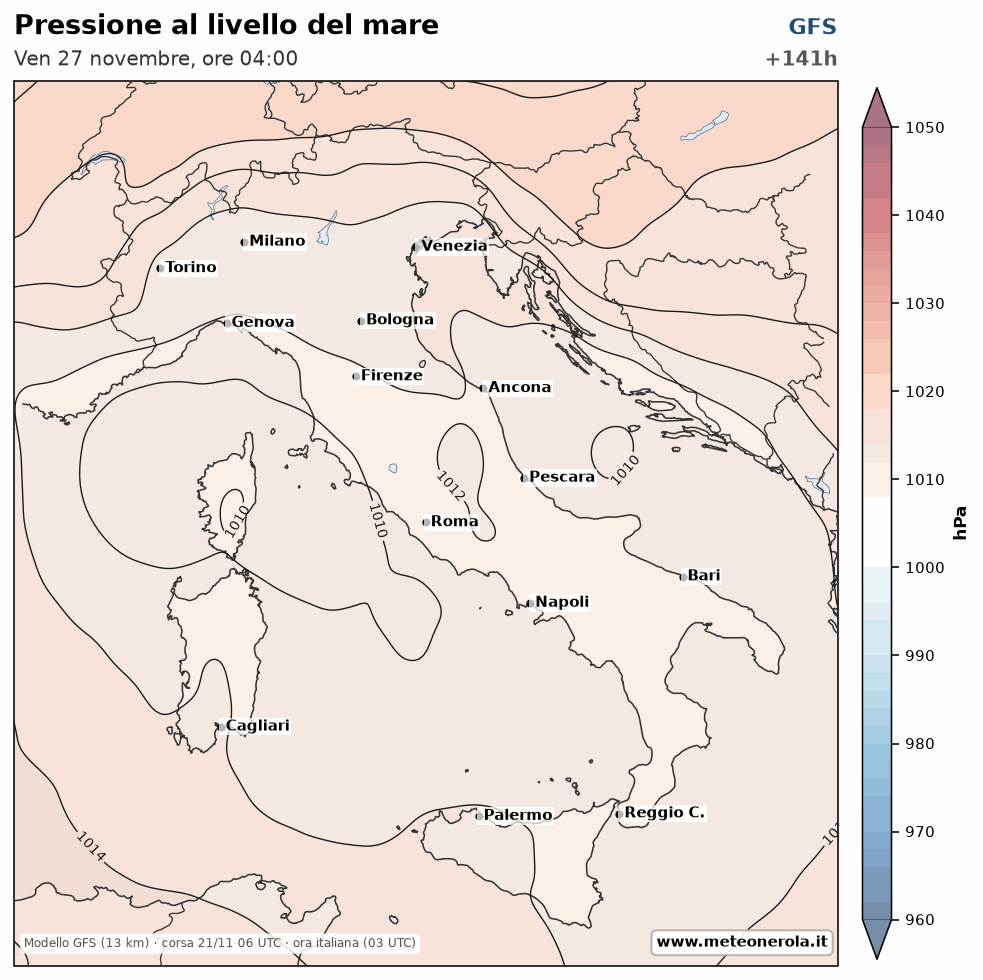 Pressione al livello del mare
GFS
Ven 27 novembre, ore 04:00
+141h
Milano
Venezia
Torino
Genova
Bologna
Firenze
Ancona
1012
1010
Pescara
1010
1010
Roma
Bari
Napoli
Cagliari
Palermo
Reggio C.
1014
1050
1040
1030
1020
1010
1000
990
980
970
960
hPa
Modello GFS (13 km) · corsa 21/11 06 UTC · ora italiana (03 UTC)
www.meteonerola.it